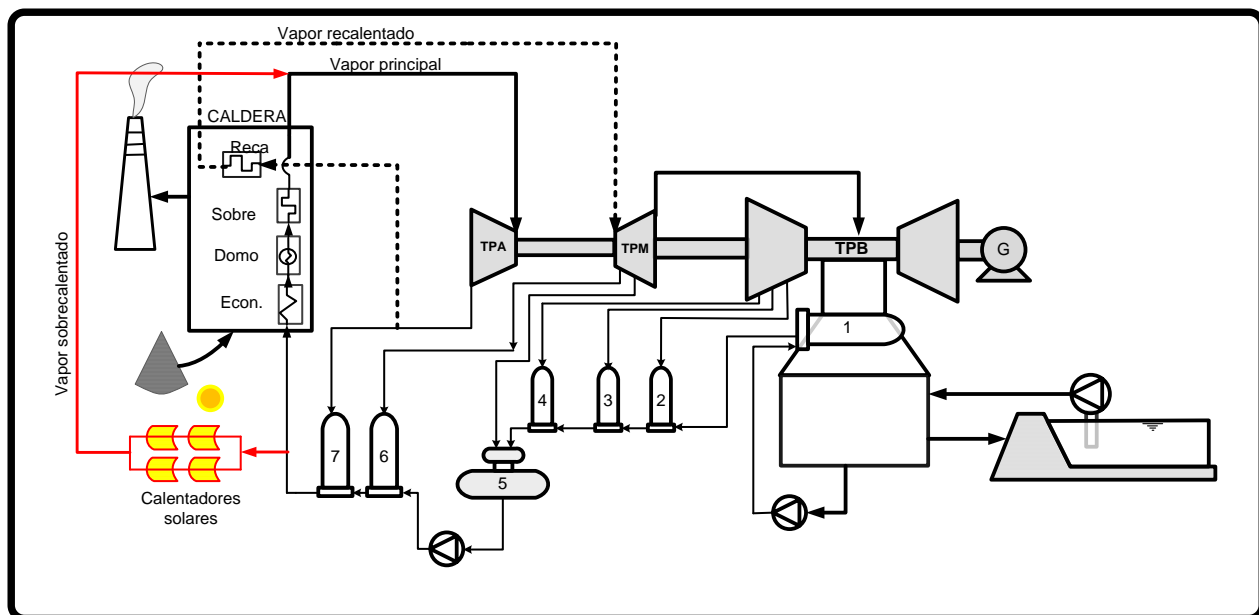 Vapor recalentado
Vapor principal
CALDERA
Reca
Sobre
Domo
Econ.
Vapor sobrecalentado
TPA
TPM
TPB
G
1
4
3
2
7
6
5
Calentadores
solares